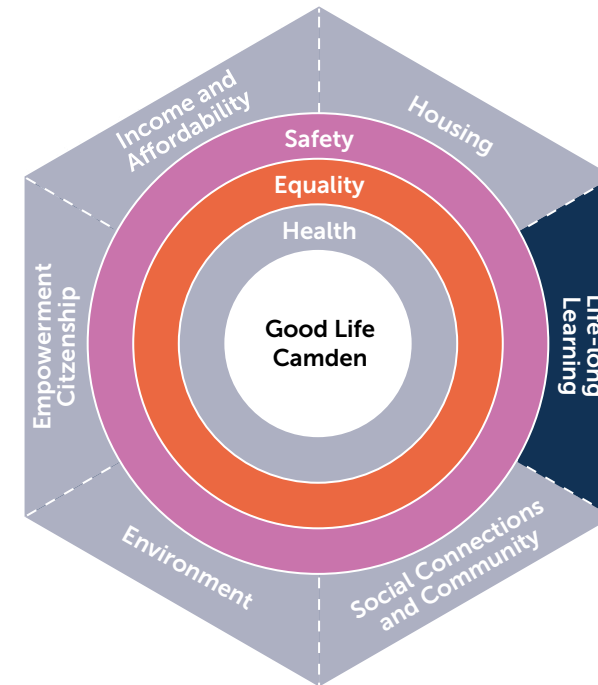 Income and
Affordability
Housing
Safety
Equality
Health
Good Life
Camden
Life-long
Learning
Empowerment
Citzenship
Environment
Social Connections
and Community